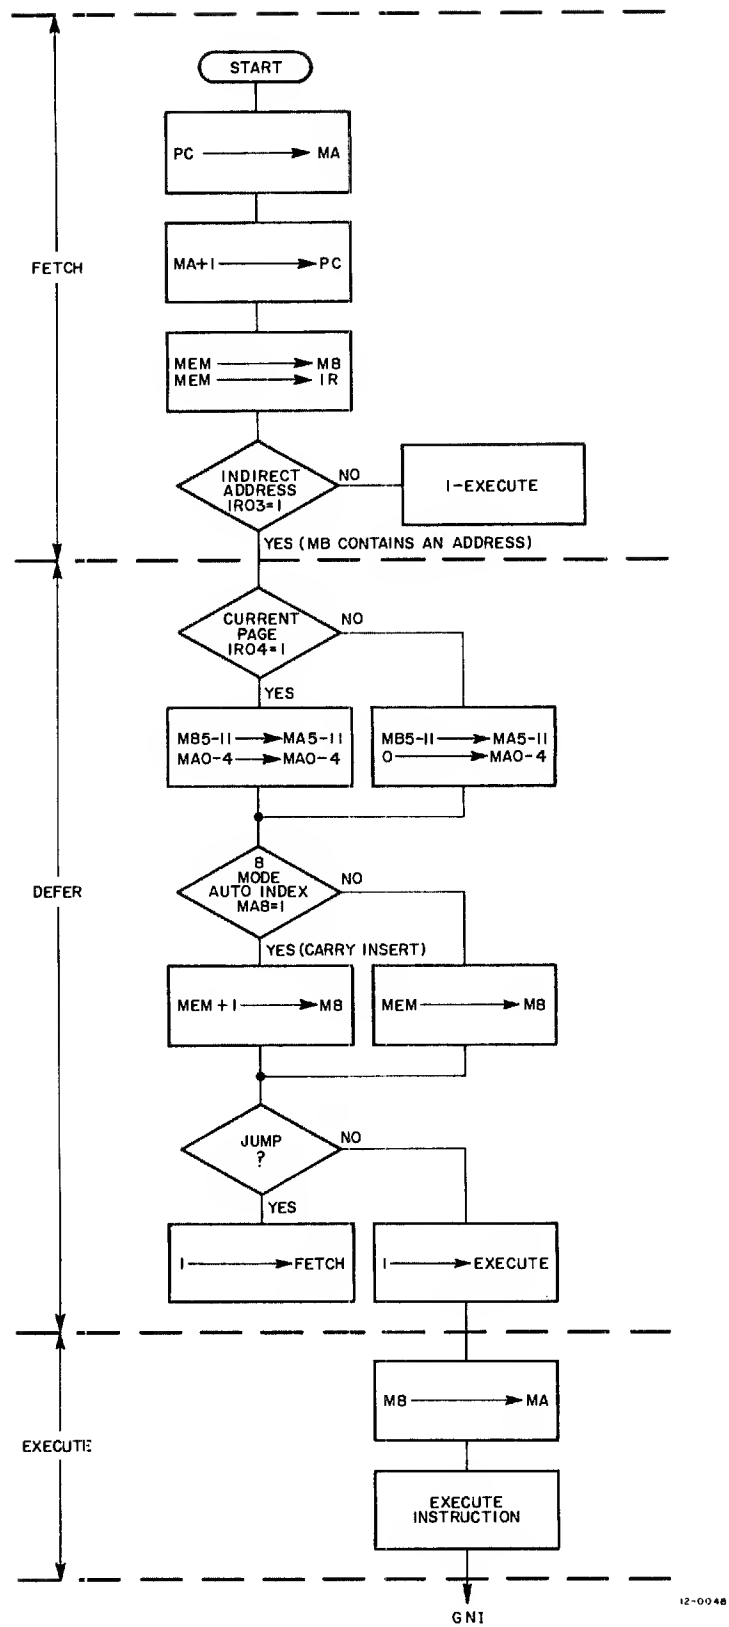 START
PC MA
MA+1 PC
FETCH
MEM MB
MEM IR
INDIRECT
ADDRESS
IR03=1
NO
1-EXECUTE
YES (MB CONTAINS AN ADDRESS)
CURRENT
PAGE
IR04=1
NO
YES
MB5-11 MA5-11
MA0-4 MA0-4
MB5-11 MA5-11
0 MA0-4
8
MODE
AUTO INDEX
MA8=1
NO
DEFER
YES (CARRY INSERT)
MEM+1 MB
MEM MB
JUMP
?
NO
YES
1 FETCH
1 EXECUTE
MB MA
EXECUTE
EXECUTE
INSTRUCTION
GNI
12-0048